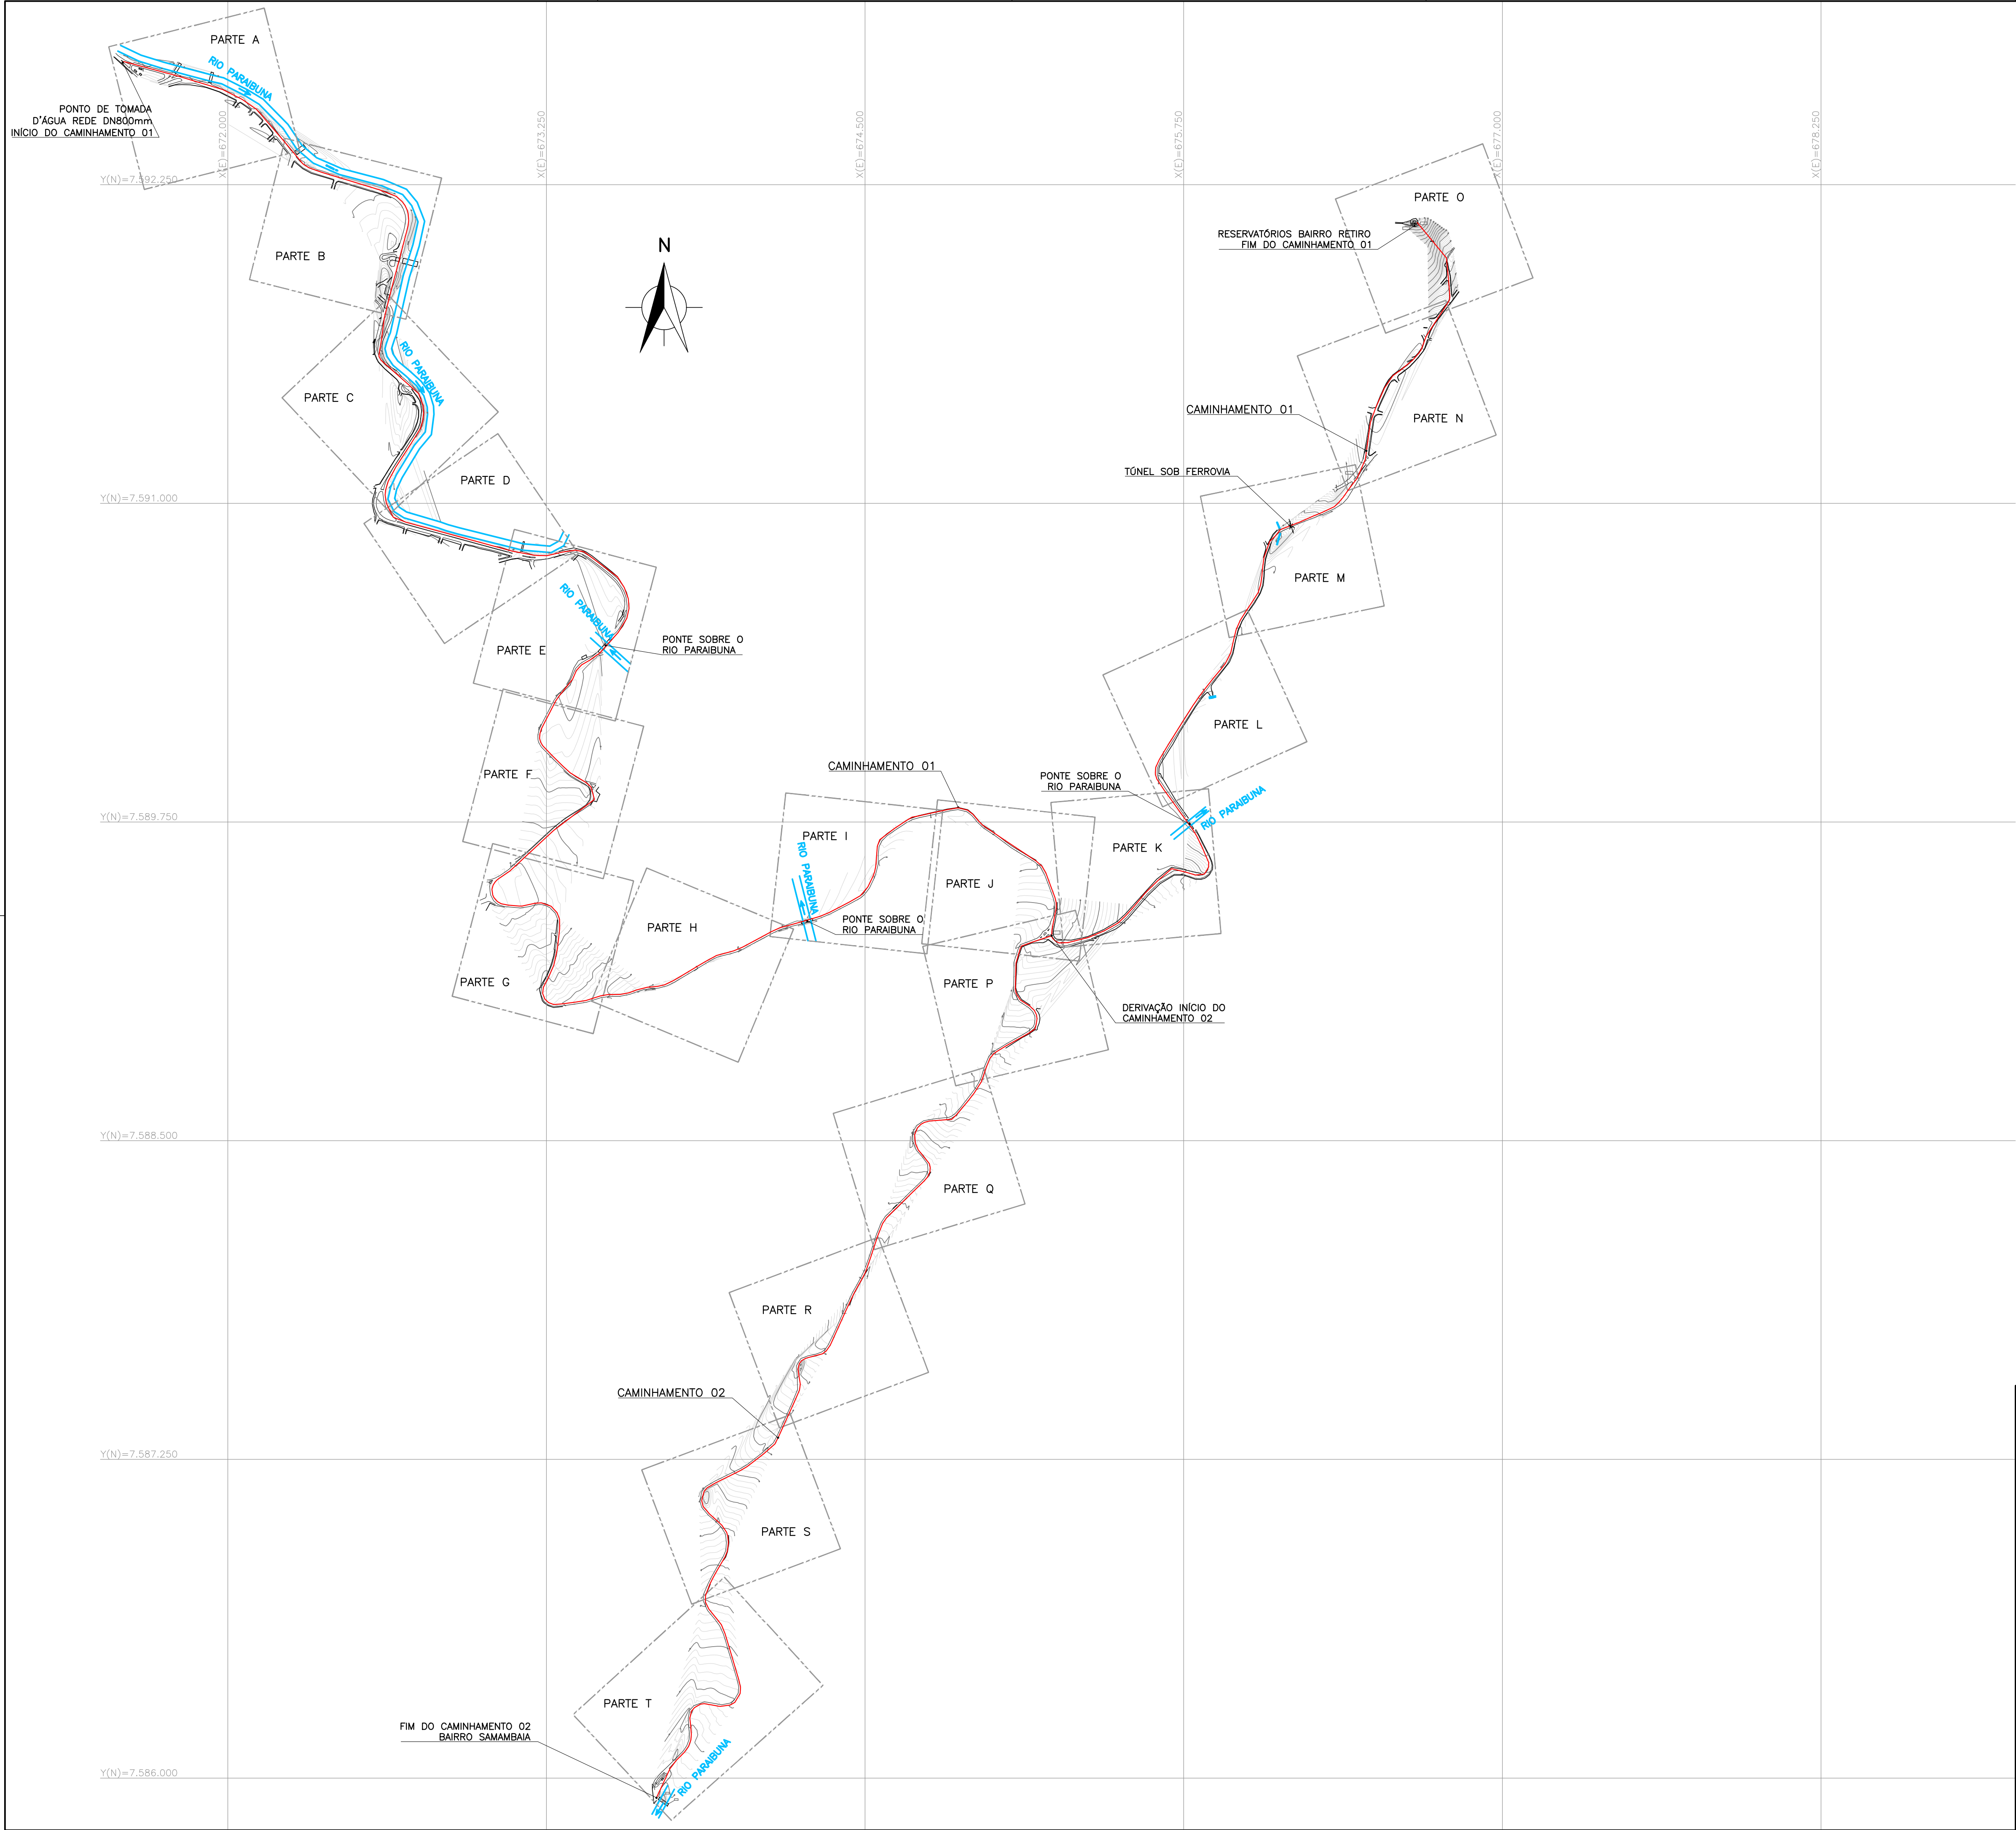 PARTE A
RIO PARAIBUNA
PONTO DE TOMADA
D'ÁGUA REDE DN800mm
INÍCIO DO CAMINHAMENTO 01
X(E)=672.000
X(E)=673.250
X(E)=674.500
X(E)=675.750
X(E)=677.000
X(E)=678.250
Y(N)=7.592.250
PARTE O
RESERVATÓRIOS BAIRRO RETIRO
FIM DO CAMINHAMENTO 01
N
PARTE B
RIO PARAIBUNA
PARTE C
CAMINHAMENTO 01
PARTE N
TÚNEL SOB FERROVIA
PARTE D
Y(N)=7.591.000
PARTE M
RIO PARAIBUNA
PONTE SOBRE O
RIO PARAIBUNA
PARTE E
PARTE L
CAMINHAMENTO 01
PARTE F
PONTE SOBRE O
RIO PARAIBUNA
RIO PARAIBUNA
Y(N)=7.589.750
PARTE I
PARTE K
RIO PARAIBUNA
PARTE J
PONTE SOBRE O
RIO PARAIBUNA
PARTE H
PARTE G
PARTE P
DERIVAÇÃO INÍCIO DO
CAMINHAMENTO 02
Y(N)=7.588.500
PARTE Q
PARTE R
CAMINHAMENTO 02
Y(N)=7.587.250
PARTE S
PARTE T
FIM DO CAMINHAMENTO 02
BAIRRO SAMAMBAIA
RIO PARAIBUNA
Y(N)=7.586.000